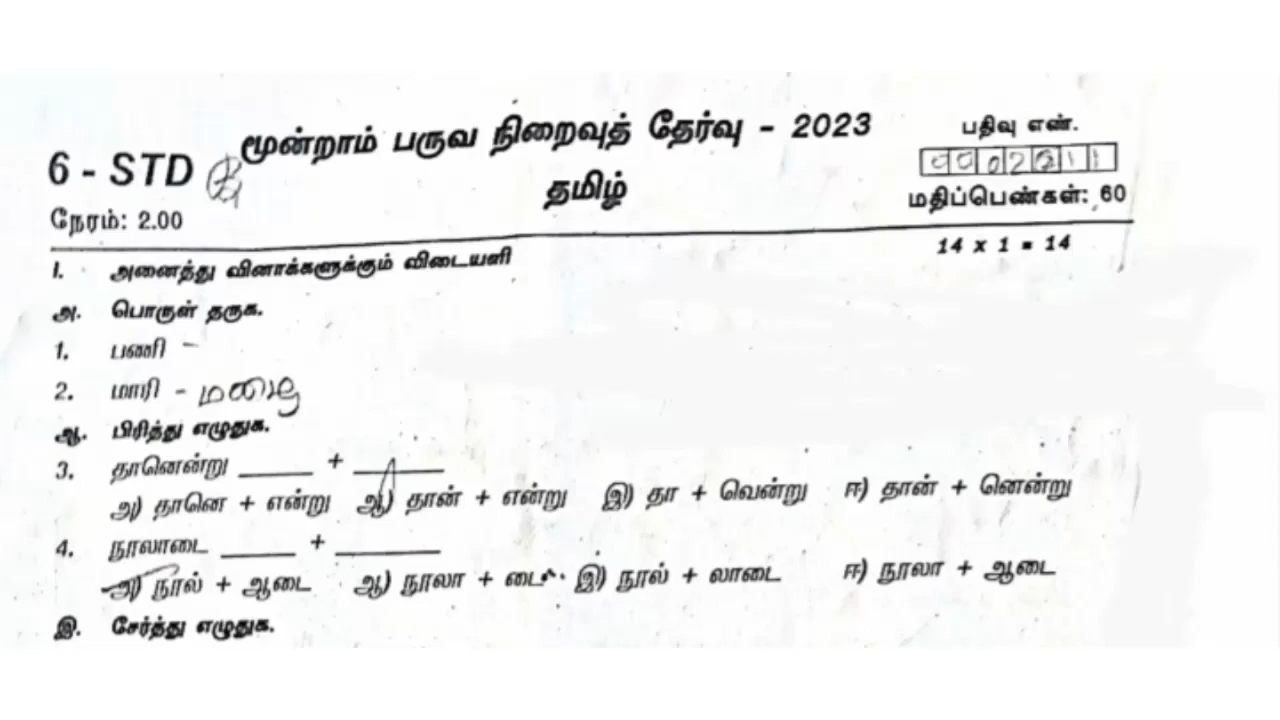 மூன்றாம் பருவ நிறைவுத் தேர்வு - 2023
பதிவு எண்.
6 - STD
தமிழ்
மதிப்பெண்கள்: 60
நேரம்: 2.00
14 x 1 = 14
I. அனைத்து வினாக்களுக்கும் விடையளி
அ. பொருள் தருக.
1. பணி -
2. மாரி - மழை
ஆ. பிரித்து எழுதுக.
3. தானென்று ______ + ______
அ) தானெ + என்று ஆ) தான் + என்று இ) தா + வென்று ஈ) தான் + னென்று
4. நூலாடை ______ + ______
அ) நூல் + ஆடை ஆ) நூலா + டை இ) நூல் + லாடை ஈ) நூலா + ஆடை
இ. சேர்த்து எழுதுக.